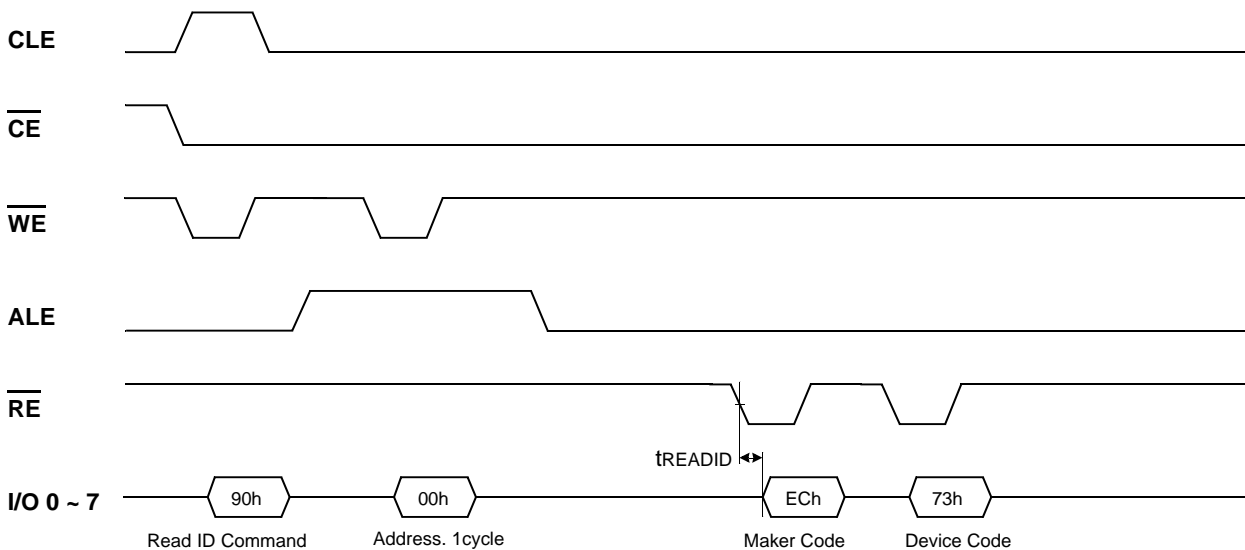 CLE
CE
WE
ALE
RE
tREADID
I/O 0 ~ 7 90h 00h ECh 73h
Read ID Command Address. 1cycle Maker Code Device Code